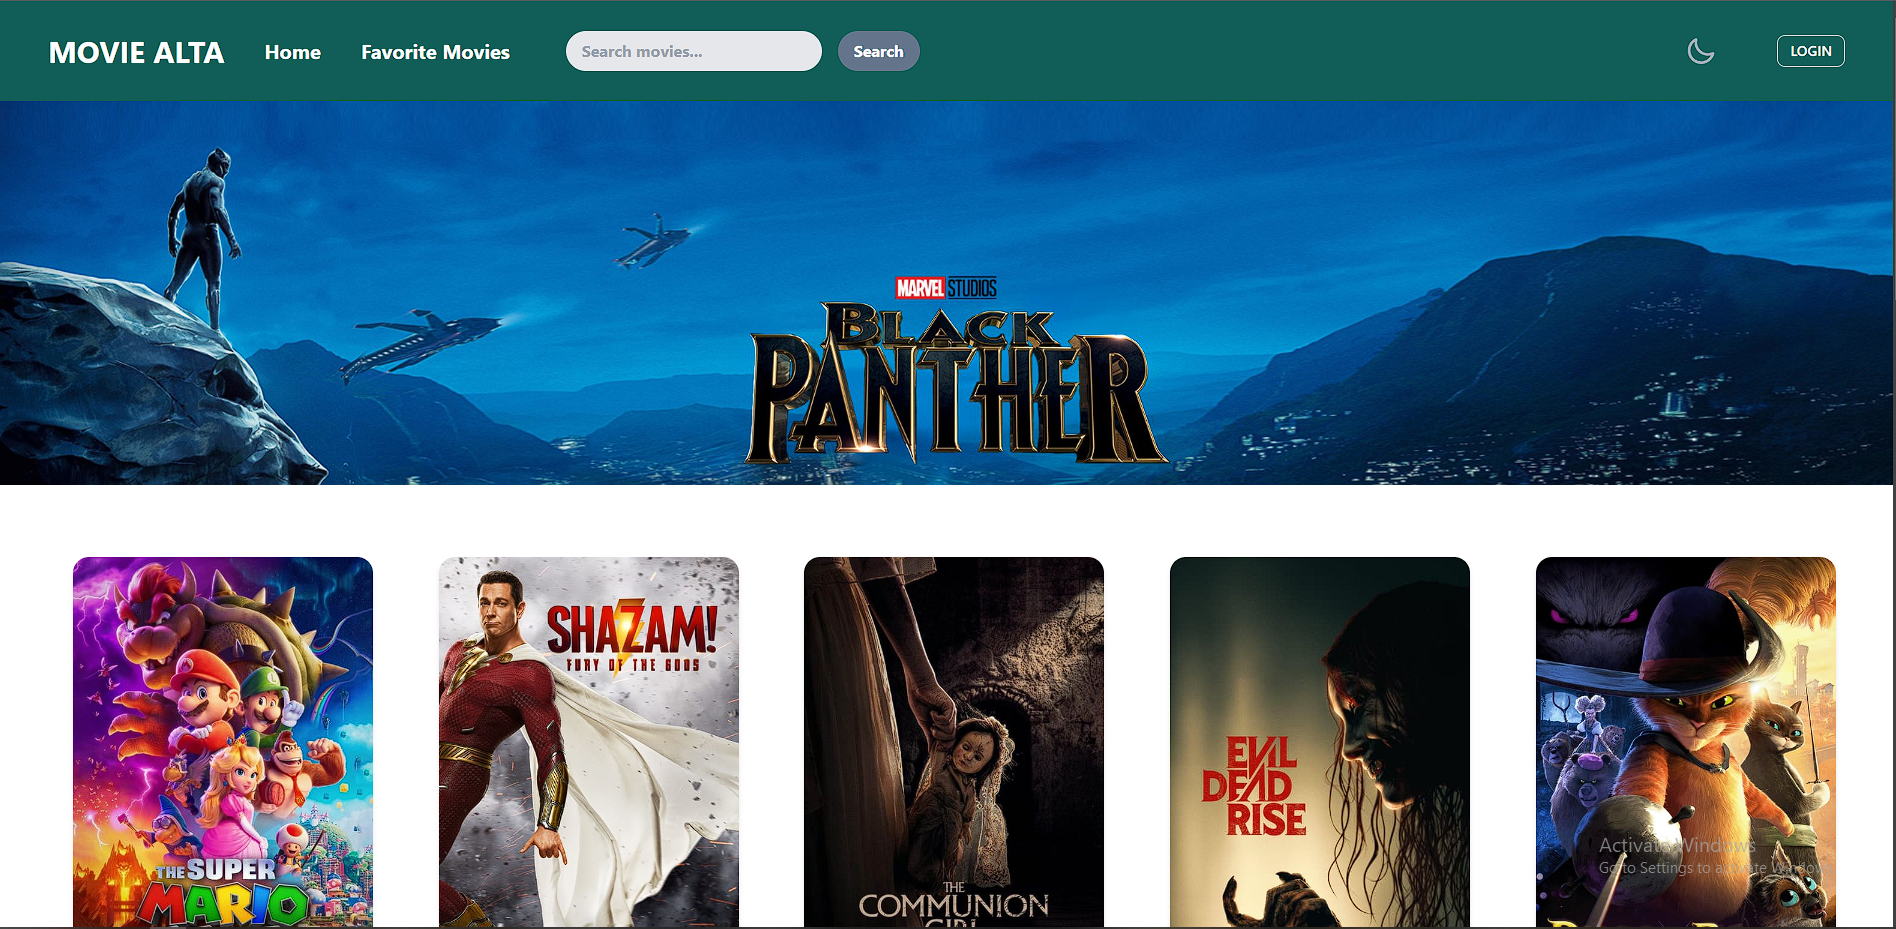 MOVIE ALTA
Home
Favorite Movies
Search movies...
Search
LOGIN
MARVEL STUDIOS
BLACK
PANTHER
SHAZAM!
FURY OF THE GODS
EVIL
DEAD
RISE
THE SUPER
MARIO
THE
COMMUNION
GIRL
Activate Windows
Go to Settings to activate Windows.